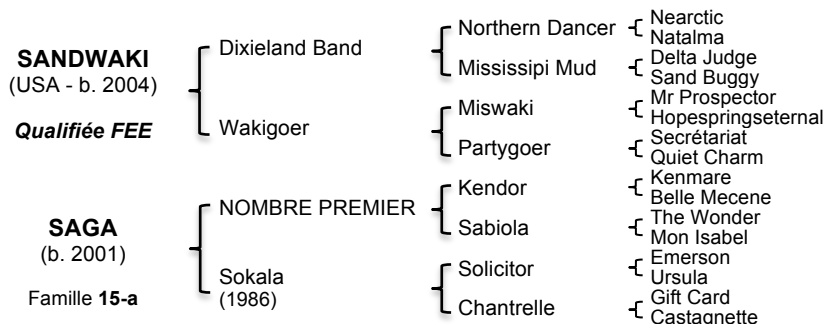 SANDWAKI
(USA - b. 2004)
Qualifiée FEE
Dixieland Band
Wakigoer
Northern Dancer
Mississipi Mud
Miswaki
Partygoer
Nearctic
Natalma
Delta Judge
Sand Buggy
Mr Prospector
Hopespringseternal
Secrétariat
Quiet Charm
SAGA
(b. 2001)
Famille 15-a
NOMBRE PREMIER
Sokala
(1986)
Kendor
Sabiola
Solicitor
Chantrelle
Kenmare
Belle Mecene
The Wonder
Mon Isabel
Emerson
Ursula
Gift Card
Castagnette